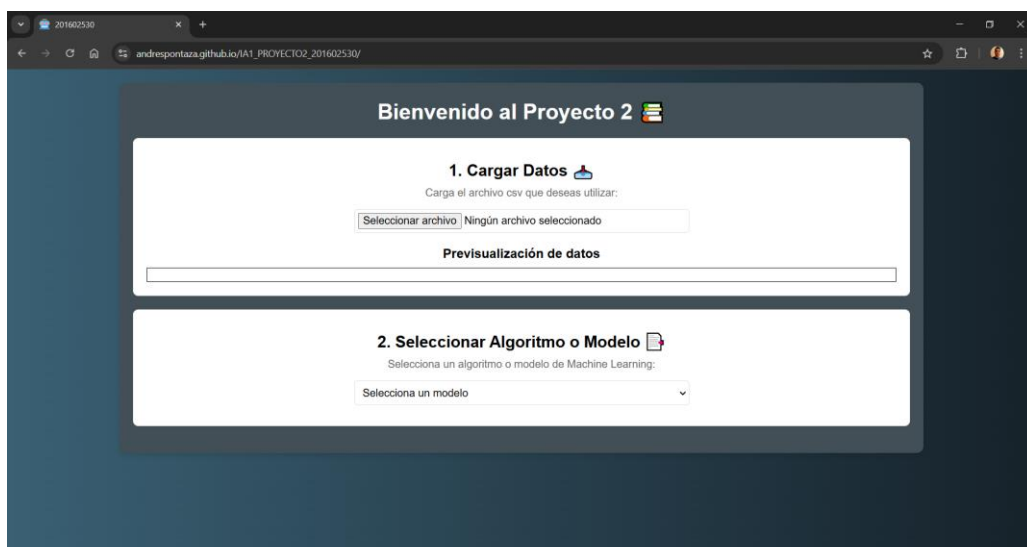 201602530
andrespontaza.github.io/IA1_PROYECTO2_201602530/
Bienvenido al Proyecto 2
1. Cargar Datos
Carga el archivo csv que deseas utilizar:
Seleccionar archivo Ningún archivo seleccionado
Previsualización de datos
2. Seleccionar Algoritmo o Modelo
Selecciona un algoritmo o modelo de Machine Learning:
Selecciona un modelo